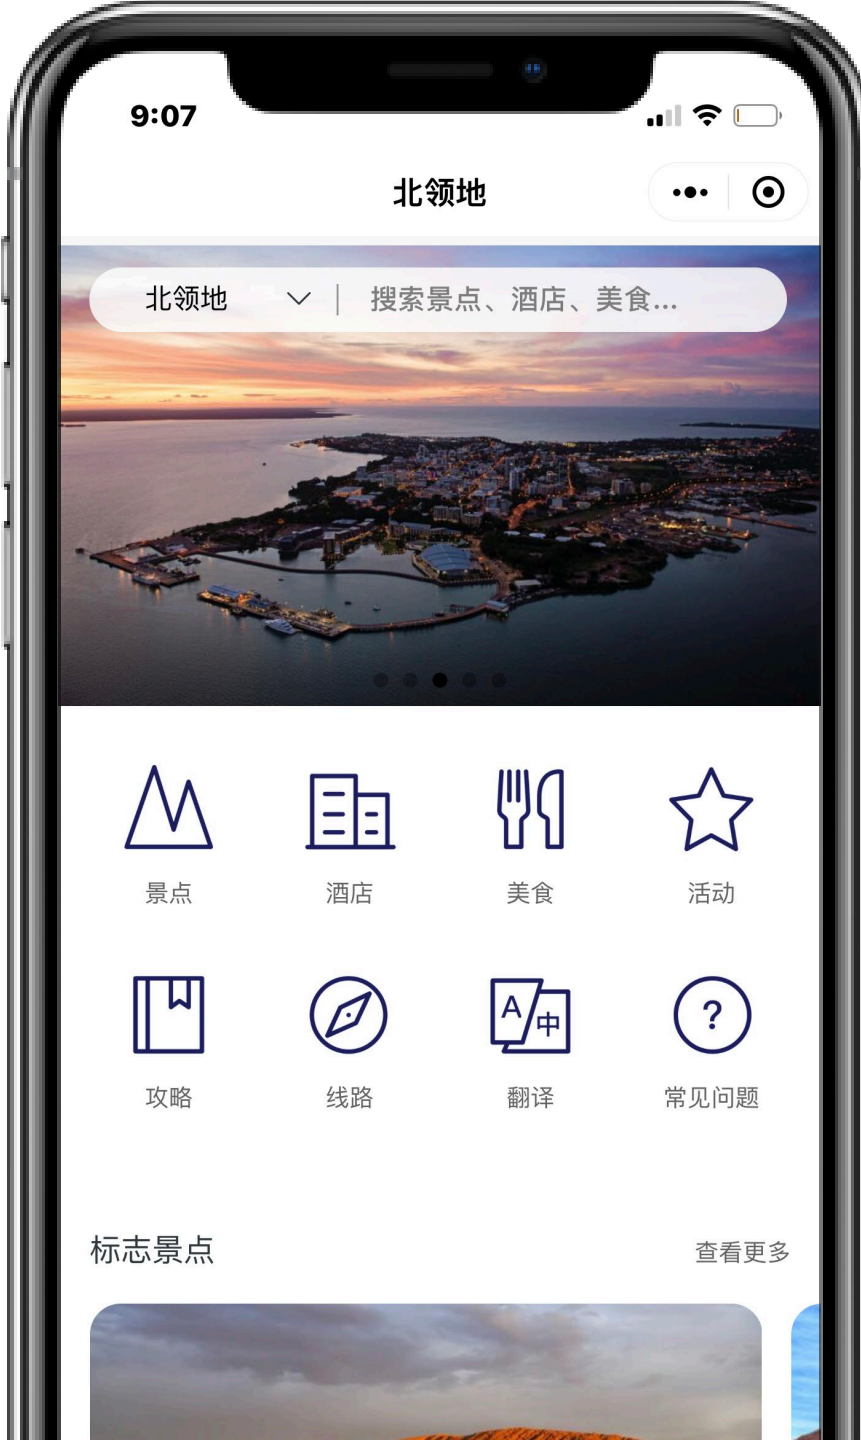 9:07
北领地
北领地 搜索景点、酒店、美食...
景点 酒店 美食 活动
A 中 ?
攻略 线路 翻译 常见问题
标志景点 查看更多